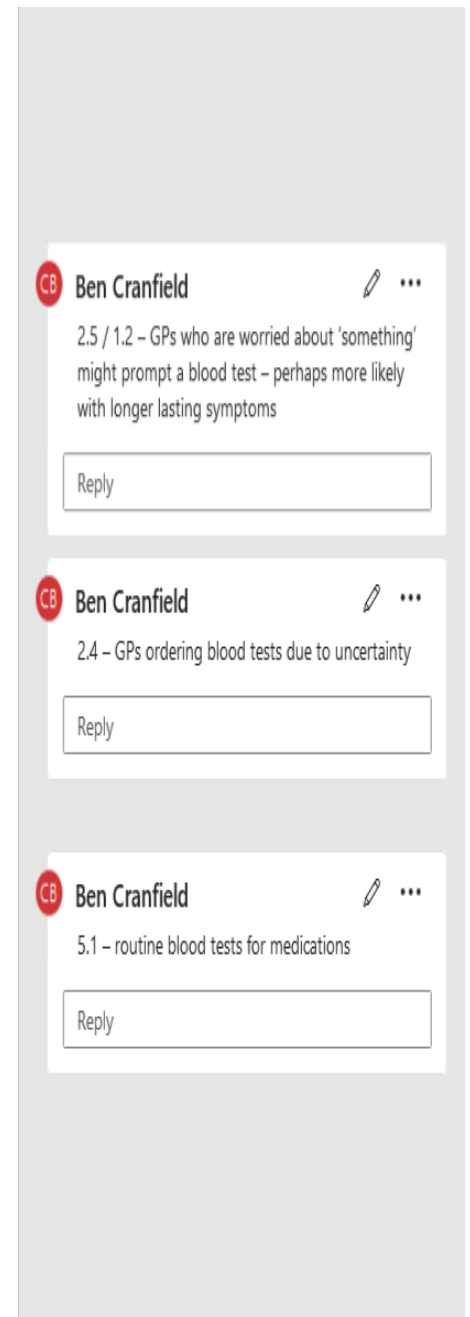 CB Ben Cranfield
2.5 / 1.2 – GPs who are worried about ‘something’
might prompt a blood test – perhaps more likely
with longer lasting symptoms
Reply
CB Ben Cranfield
2.4 – GPs ordering blood tests due to uncertainty
Reply
CB Ben Cranfield
5.1 – routine blood tests for medications
Reply